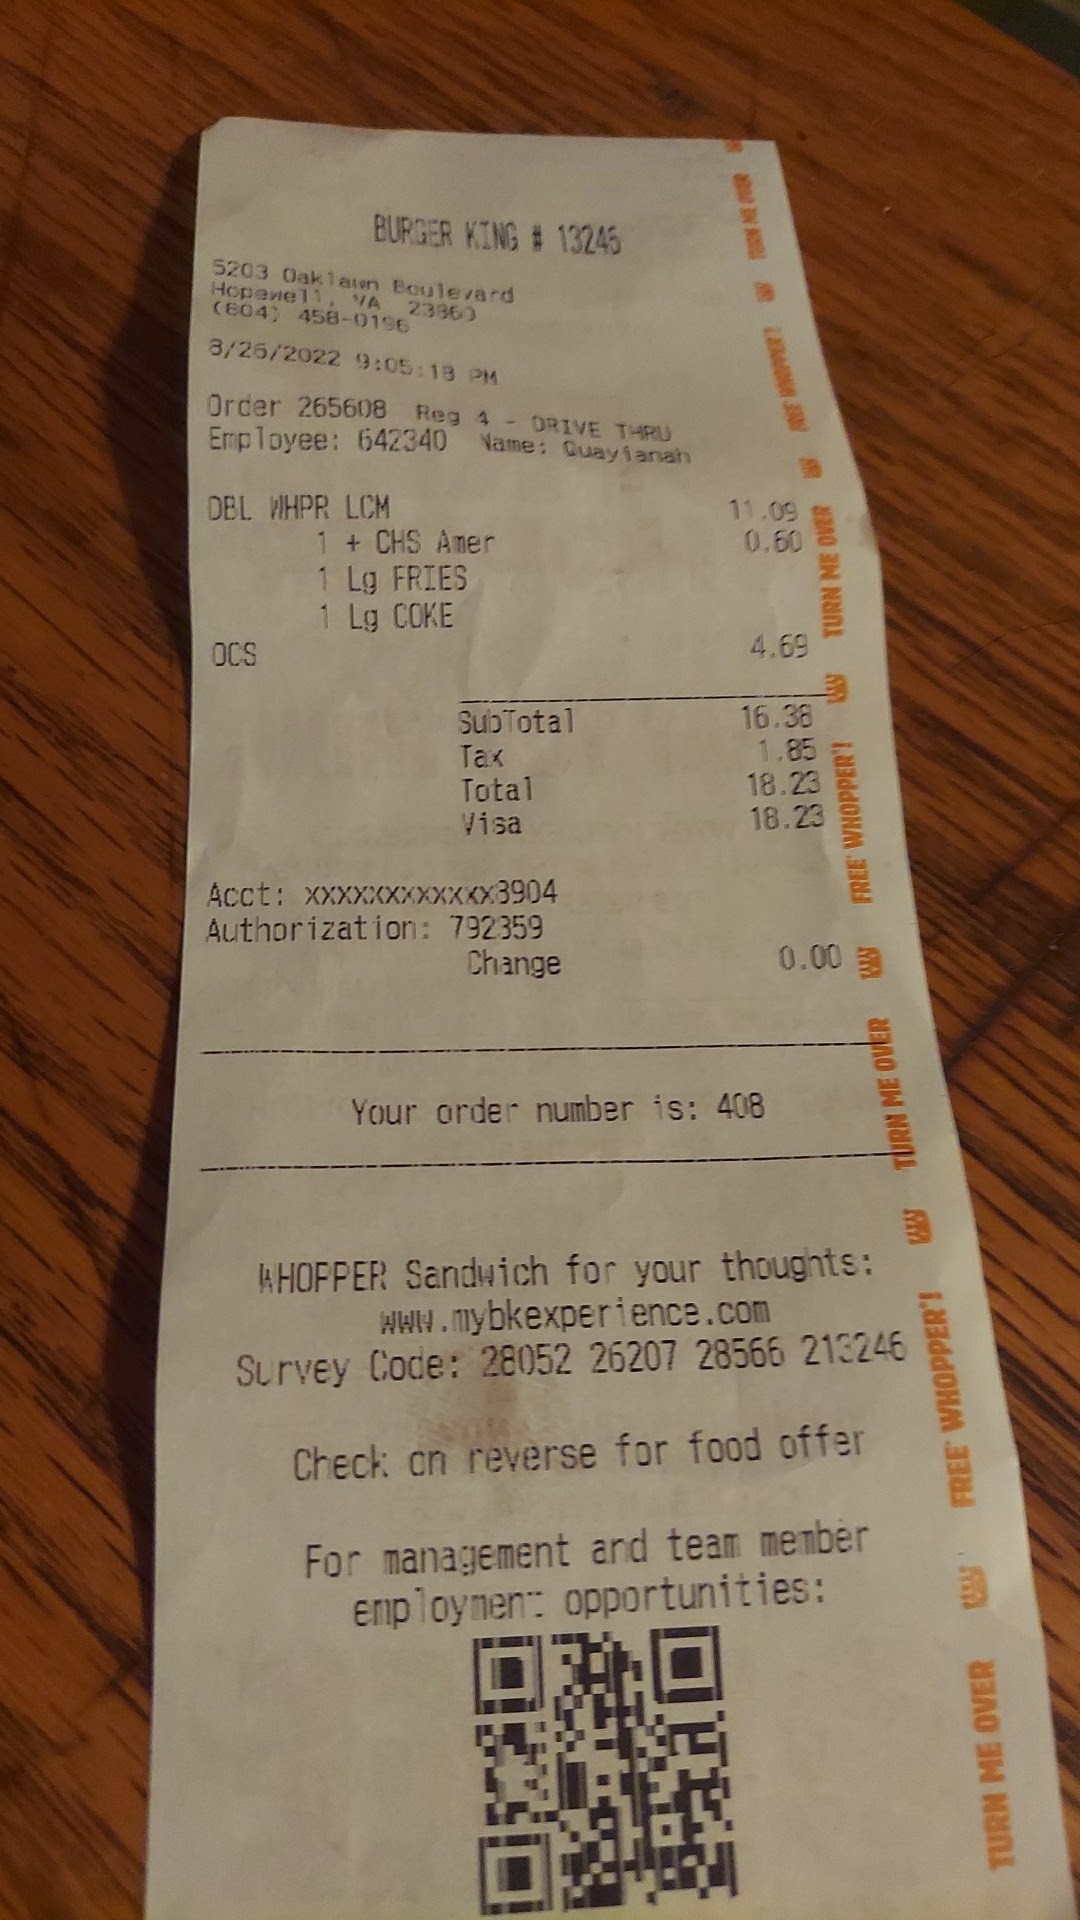 BURGER KING # 13246
5203 Oaklawn Boulevard
Hopewell, VA 23860
(804) 458-0196
8/26/2022 9:05:18 PM
Order 265608 Reg 4 - DRIVE THRU
Employee: 642340 Name: Quayianah
DBL WHPR LCM 11.09
1 + CHS Amer 0.60
1 Lg FRIES
1 Lg COKE
OCS 4.69
SubTotal 16.38
Tax 1.85
Total 18.23
Visa 18.23
Acct: xxxxxxxxxxxx3904
Authorization: 792359
Change 0.00
Your order number is: 408
WHOPPER Sandwich for your thoughts:
www.mybkexperience.com
Survey Code: 28052 26207 28566 213246
Check on reverse for food offer
For management and team member
employment opportunities:
TURN ME OVER
FREE WHOPPER!
TURN ME OVER
FREE WHOPPER!
TURN ME OVER
FREE WHOPPER!
TURN ME OVER